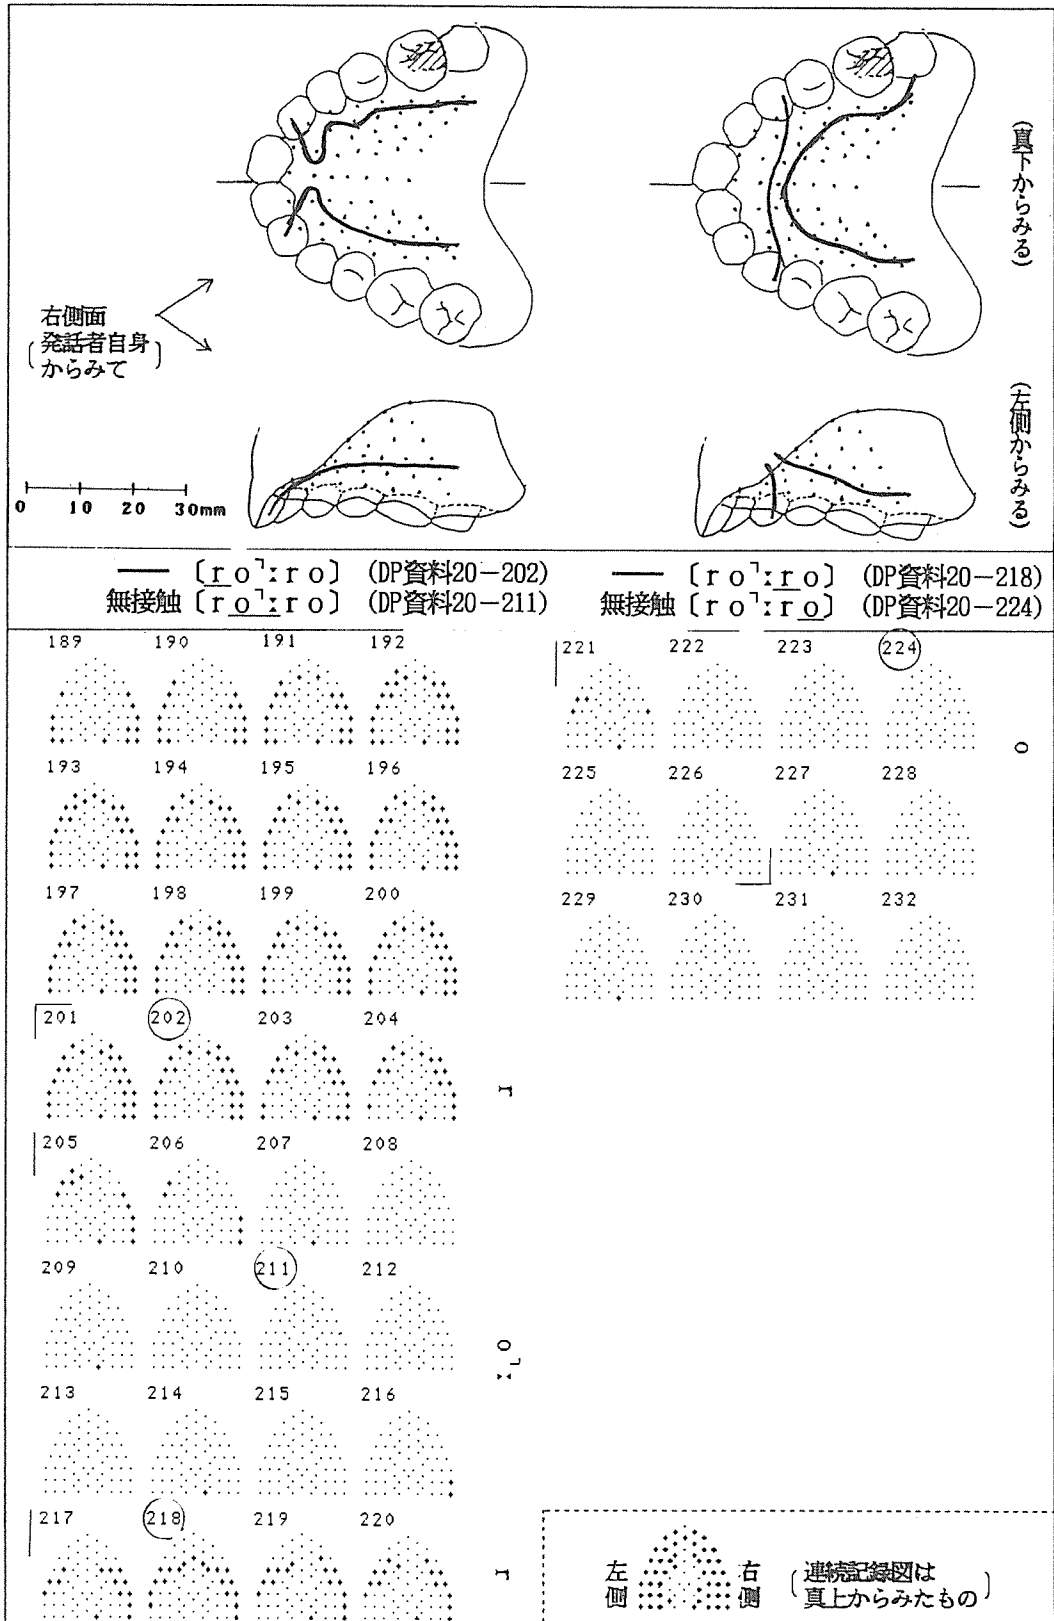 (真下からみる)
右側面
(発話者自身
からみて)
(左側からみる)
0 10 20 30mm
━━ [ro˺ːro] (DP資料20-202)
無接触 [ro˺ːro] (DP資料20-211)
━━ [ro˺ːro] (DP資料20-218)
無接触 [ro˺ːro] (DP資料20-224)
189 190 191 192
193 194 195 196
197 198 199 200
201 202 203 204
r
205 206 207 208
209 210 211 212
o˺ː
213 214 215 216
217 218 219 220
r
221 222 223 224
o
225 226 227 228
229 230 231 232
左側
右側
(連続記録図は
真上からみたもの)